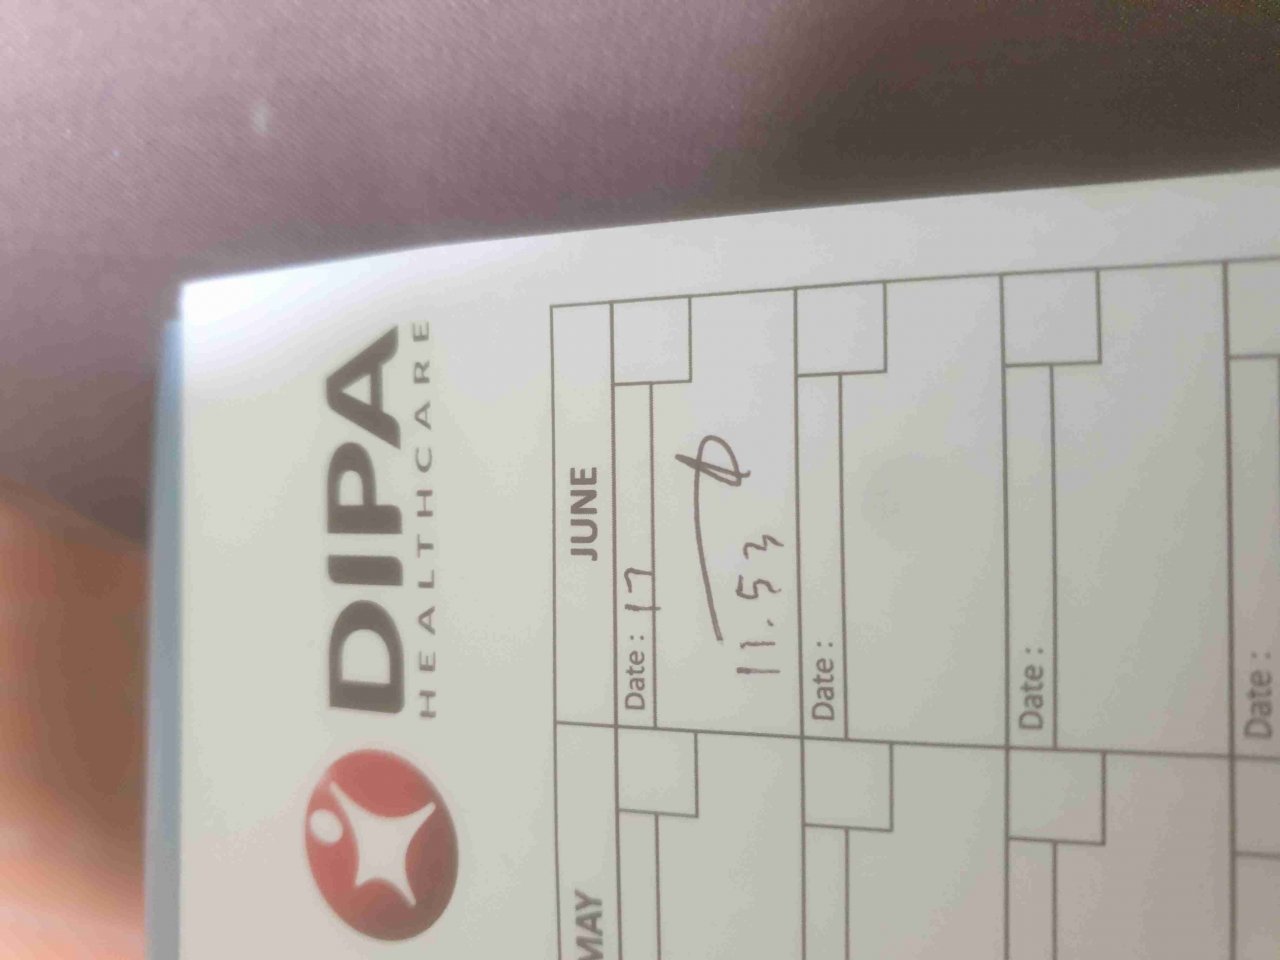 DIPA
HEALTHCARE
MAY
JUNE
Date : 17
11.53
Date :
Date :
Date :